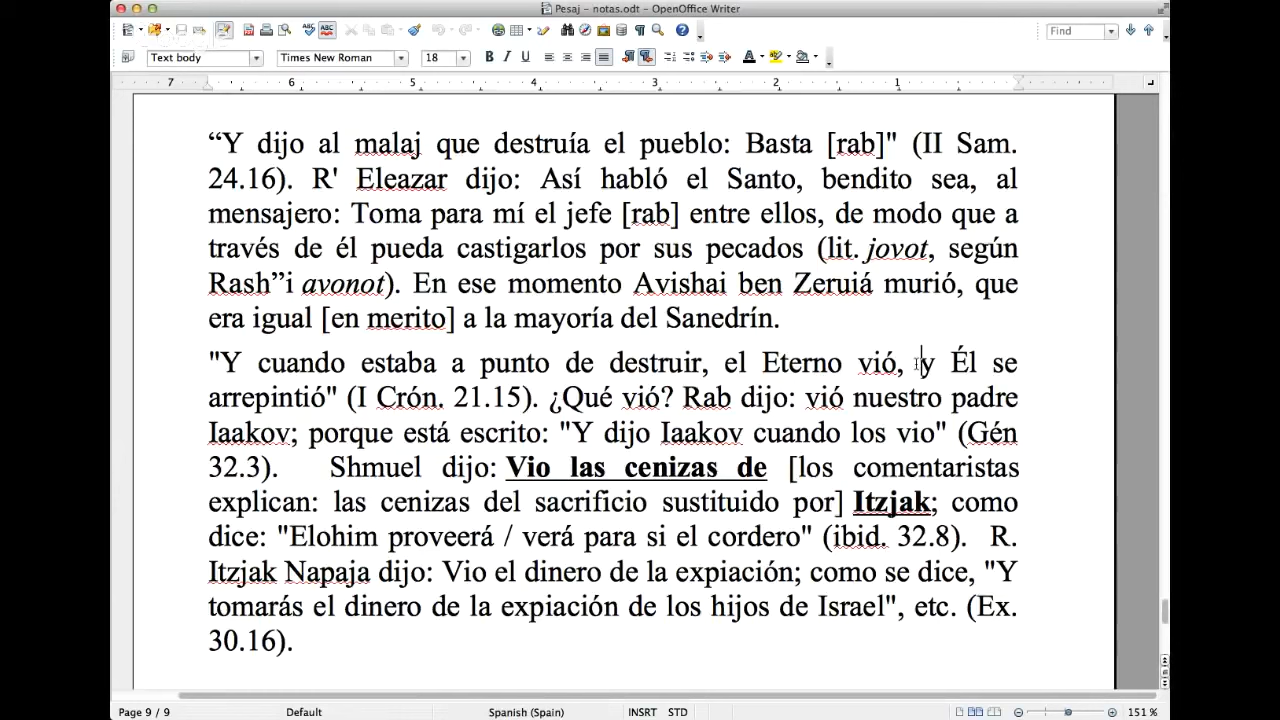 Pesaj - notas.odt - OpenOffice Writer
Find
Text body Times New Roman 18
7 6 5 4 3 2 1
“Y dijo al malaj que destruía el pueblo: Basta [rab]" (II Sam.
24.16). R' Eleazar dijo: Así habló el Santo, bendito sea, al
mensajero: Toma para mí el jefe [rab] entre ellos, de modo que a
través de él pueda castigarlos por sus pecados (lit. jovot, según
Rash”i avonot). En ese momento Avishai ben Zeruiá murió, que
era igual [en merito] a la mayoría del Sanedrín.
"Y cuando estaba a punto de destruir, el Eterno vió, y Él se
arrepintió" (I Crón. 21.15). ¿Qué vió? Rab dijo: vió nuestro padre
Iaakov; porque está escrito: "Y dijo Iaakov cuando los vio" (Gén
32.3). Shmuel dijo: Vio las cenizas de [los comentaristas
explican: las cenizas del sacrificio sustituido por] Itzjak; como
dice: "Elohim proveerá / verá para si el cordero" (ibid. 32.8). R.
Itzjak Napaja dijo: Vio el dinero de la expiación; como se dice, "Y
tomarás el dinero de la expiación de los hijos de Israel", etc. (Ex.
30.16).
Page 9 / 9 Default Spanish (Spain) INSRT STD 151 %